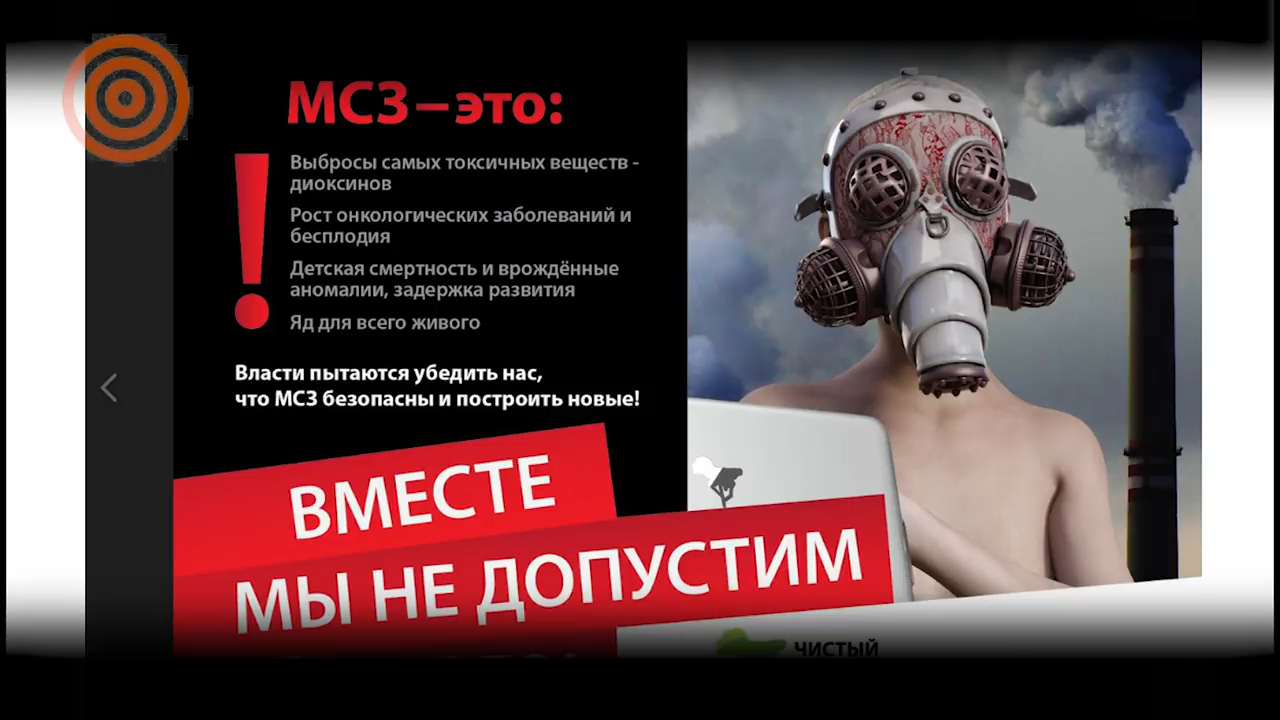 МСЗ – это:
Выбросы самых токсичных веществ -
диоксинов
Рост онкологических заболеваний и
бесплодия
Детская смертность и врождённые
аномалии, задержка развития
Яд для всего живого
Власти пытаются убедить нас,
что МСЗ безопасны и построить новые!
ВМЕСТЕ
МЫ НЕ ДОПУСТИМ
ЧИСТЫЙ